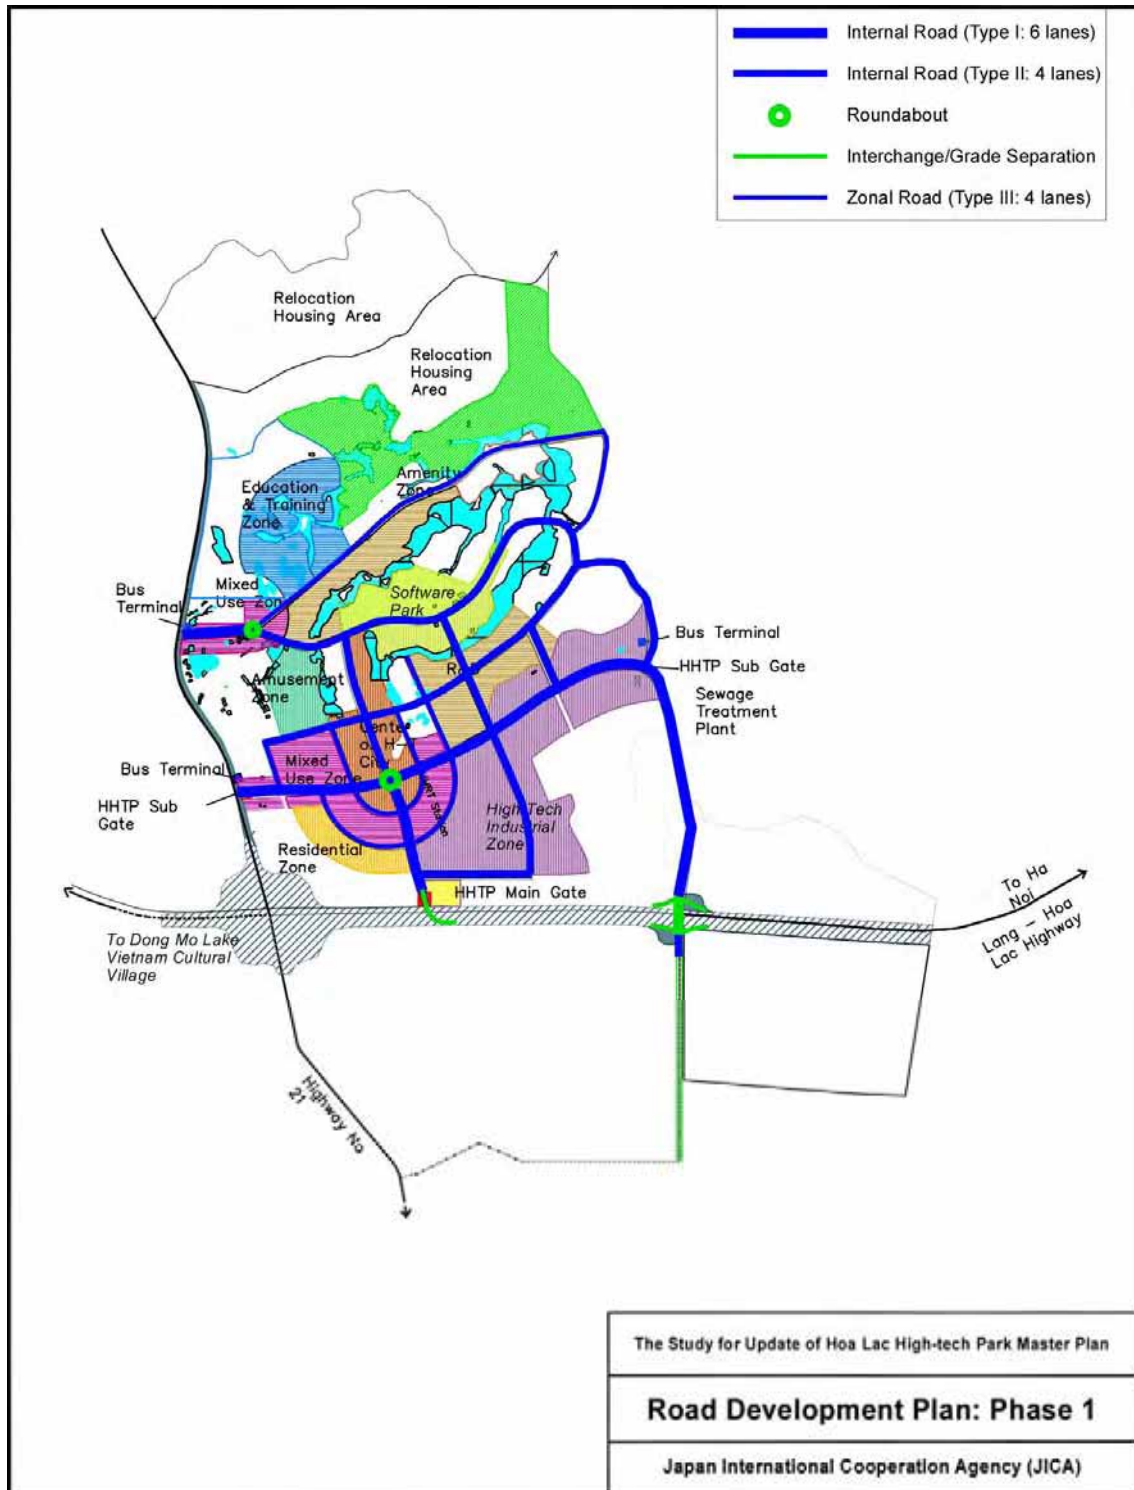 Internal Road (Type I: 6 lanes)
Internal Road (Type II: 4 lanes)
Roundabout
Interchange/Grade Separation
Zonal Road (Type III: 4 lanes)
Relocation
Housing Area
Relocation
Housing
Area
Amenity
Zone
Education
& Training
Zone
Bus
Terminal
Mixed
Use Zone
Software
Park
Bus Terminal
HHTP Sub Gate
Sewage
Treatment
Plant
Amusement
Zone
Center
of H-T
City
Bus Terminal
Mixed
Use Zone
HHTP Sub
Gate
Station
High Tech
Industrial
Zone
Residential
Zone
HHTP Main Gate
To Ha
Noi
Lang - Hoa
Lac Highway
To Dong Mo Lake
Vietnam Cultural
Village
Highway No
21
The Study for Update of Hoa Lac High-tech Park Master Plan
Road Development Plan: Phase 1
Japan International Cooperation Agency (JICA)